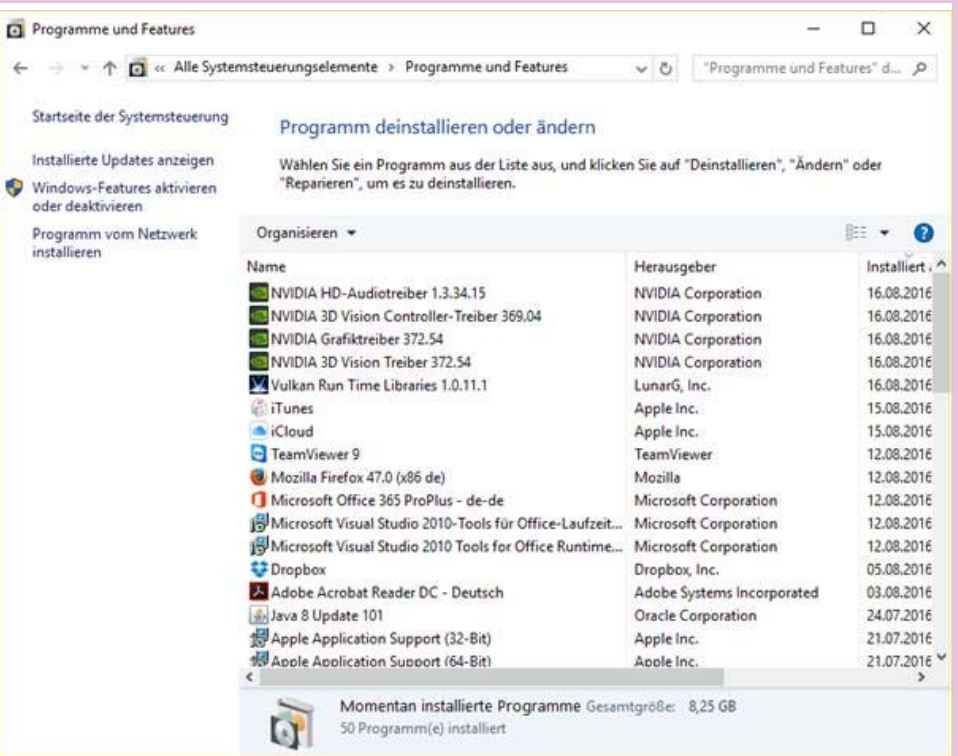 Programme und Features
« Alle Systemsteuerungselemente > Programme und Features
"Programme und Features" d...
Startseite der Systemsteuerung
Installierte Updates anzeigen
Windows-Features aktivieren
oder deaktivieren
Programm vom Netzwerk
installieren
Programm deinstallieren oder ändern
Wählen Sie ein Programm aus der Liste aus, und klicken Sie auf "Deinstallieren", "Ändern" oder
"Reparieren", um es zu deinstallieren.
Organisieren
Name Herausgeber Installiert
NVIDIA HD-Audiotreiber 1.3.34.15 NVIDIA Corporation 16.08.2016
NVIDIA 3D Vision Controller-Treiber 369.04 NVIDIA Corporation 16.08.2016
NVIDIA Grafiktreiber 372.54 NVIDIA Corporation 16.08.2016
NVIDIA 3D Vision Treiber 372.54 NVIDIA Corporation 16.08.2016
Vulkan Run Time Libraries 1.0.11.1 LunarG, Inc. 16.08.2016
iTunes Apple Inc. 15.08.2016
iCloud Apple Inc. 15.08.2016
TeamViewer 9 TeamViewer 12.08.2016
Mozilla Firefox 47.0 (x86 de) Mozilla 12.08.2016
Microsoft Office 365 ProPlus - de-de Microsoft Corporation 12.08.2016
Microsoft Visual Studio 2010-Tools für Office-Laufzeit... Microsoft Corporation 12.08.2016
Microsoft Visual Studio 2010 Tools for Office Runtime... Microsoft Corporation 12.08.2016
Dropbox Dropbox, Inc. 05.08.2016
Adobe Acrobat Reader DC - Deutsch Adobe Systems Incorporated 03.08.2016
Java 8 Update 101 Oracle Corporation 24.07.2016
Apple Application Support (32-Bit) Apple Inc. 21.07.2016
Apple Application Support (64-Bit) Apple Inc. 21.07.2016
Momentan installierte Programme Gesamtgröße: 8,25 GB
50 Programm(e) installiert